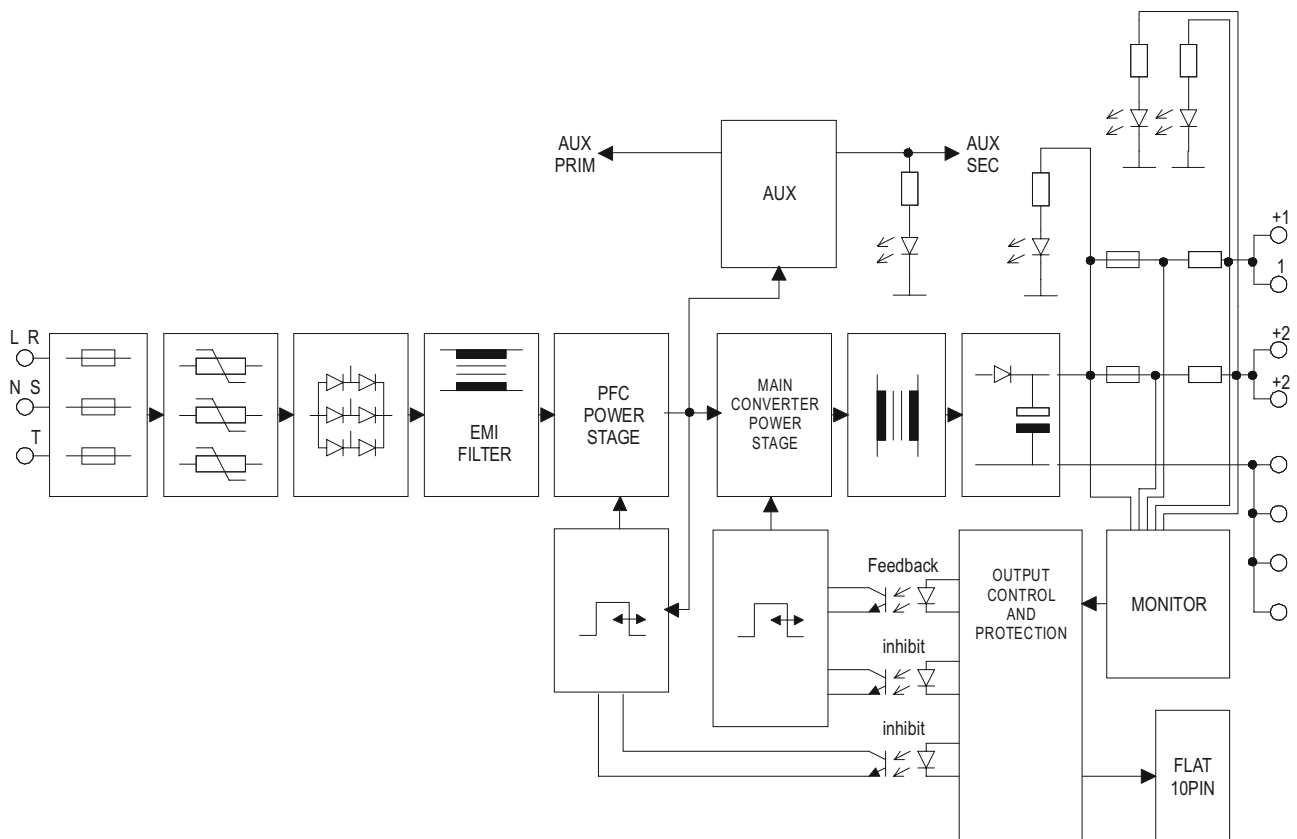 AUX
PRIM
AUX
AUX
SEC
+1
1
L R
N S
T
EMI
FILTER
PFC
POWER
STAGE
MAIN
CONVERTER
POWER
STAGE
+2
+2
Feedback
inhibit
inhibit
OUTPUT
CONTROL
AND
PROTECTION
MONITOR
FLAT
10PIN